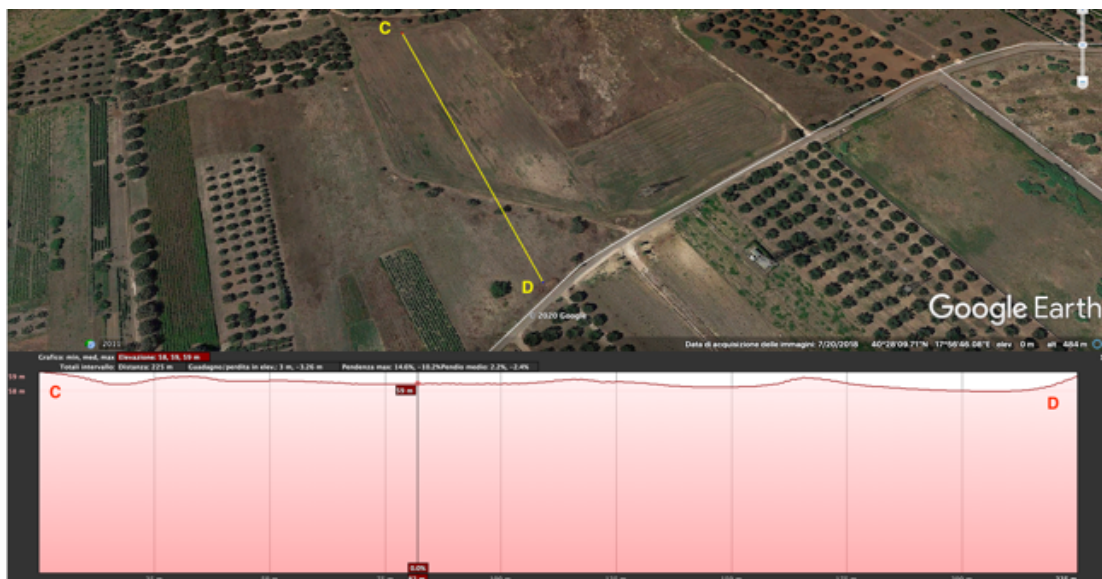 C
D
Google Earth
© 2020 Google
2011
Data di acquisizione delle immagini: 7/20/2018 40°28'09.71"N 17°56'46.08"E elev 0 m alt 484 m
Grafico: min, med, max Elevazione: 58, 59, 59 m
Totali intervallo: Distanza: 225 m Guadagno/perdita in elev.: 3 m, -3.26 m Pendenza max: 14.6%, -10.2% Pendio medio: 2.2%, -2.4%
59 m
58 m
C
D
59 m
0.0%